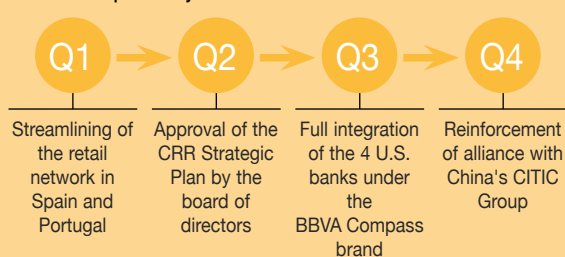 Q1
Q2
Q3
Q4
Streamlining of
the retail
network in
Spain and
Portugal
Approval of the
CRR Strategic
Plan by the
board of
directors
Full integration
of the 4 U.S.
banks under
the
BBVA Compass
brand
Reinforcement
of alliance with
China's CITIC
Group